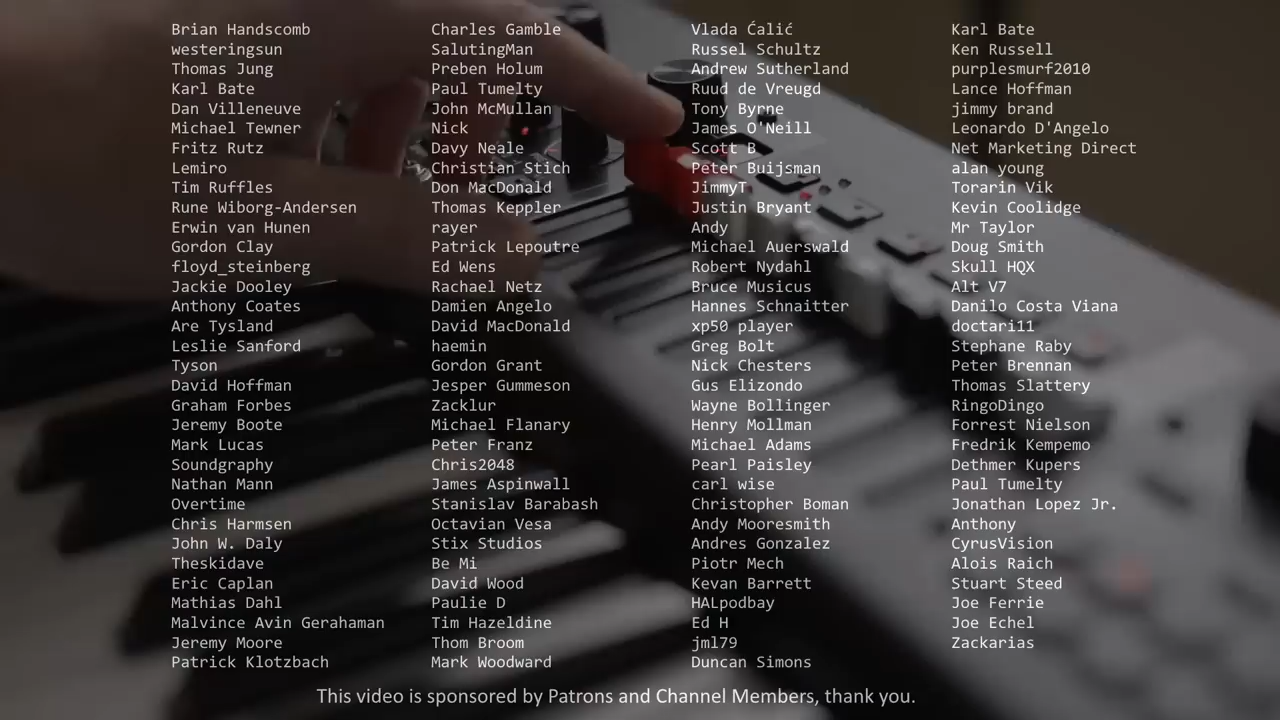 Brian Handscomb
westeringsun
Thomas Jung
Karl Bate
Dan Villeneuve
Michael Tewner
Fritz Rutz
Lemiro
Tim Ruffles
Rune Wiborg-Andersen
Erwin van Hunen
Gordon Clay
floyd_steinberg
Jackie Dooley
Anthony Coates
Are Tysland
Leslie Sanford
Tyson
David Hoffman
Graham Forbes
Jeremy Boote
Mark Lucas
Soundgraphy
Nathan Mann
Overtime
Chris Harmsen
John W. Daly
Theskidave
Eric Caplan
Mathias Dahl
Malvince Avin Gerahaman
Jeremy Moore
Patrick Klotzbach
Charles Gamble
SalutingMan
Preben Holum
Paul Tumelty
John McMullan
Nick
Davy Neale
Christian Stich
Don MacDonald
Thomas Keppler
rayer
Patrick Lepoutre
Ed Wens
Rachael Netz
Damien Angelo
David MacDonald
haemin
Gordon Grant
Jesper Gummeson
Zacklur
Michael Flanary
Peter Franz
Chris2048
James Aspinwall
Stanislav Barabash
Octavian Vesa
Stix Studios
Be Mi
David Wood
Paulie D
Tim Hazeldine
Thom Broom
Mark Woodward
Vlada Ćalić
Russel Schultz
Andrew Sutherland
Ruud de Vreugd
Tony Byrne
James O'Neill
Scott B
Peter Buijsman
JimmyT
Justin Bryant
Andy
Michael Auerswald
Robert Nydahl
Bruce Musicus
Hannes Schnaitter
xp50 player
Greg Bolt
Nick Chesters
Gus Elizondo
Wayne Bollinger
Henry Mollman
Michael Adams
Pearl Paisley
carl wise
Christopher Boman
Andy Mooresmith
Andres Gonzalez
Piotr Mech
Kevan Barrett
HALpodbay
Ed H
jml79
Duncan Simons
Karl Bate
Ken Russell
purplesmurf2010
Lance Hoffman
jimmy brand
Leonardo D'Angelo
Net Marketing Direct
alan young
Torarin Vik
Kevin Coolidge
Mr Taylor
Doug Smith
Skull HQX
Alt V7
Danilo Costa Viana
doctari11
Stephane Raby
Peter Brennan
Thomas Slattery
RingoDingo
Forrest Nielson
Fredrik Kempemo
Dethmer Kupers
Paul Tumelty
Jonathan Lopez Jr.
Anthony
CyrusVision
Alois Raich
Stuart Steed
Joe Ferrie
Joe Echel
Zackarias
This video is sponsored by Patrons and Channel Members, thank you.